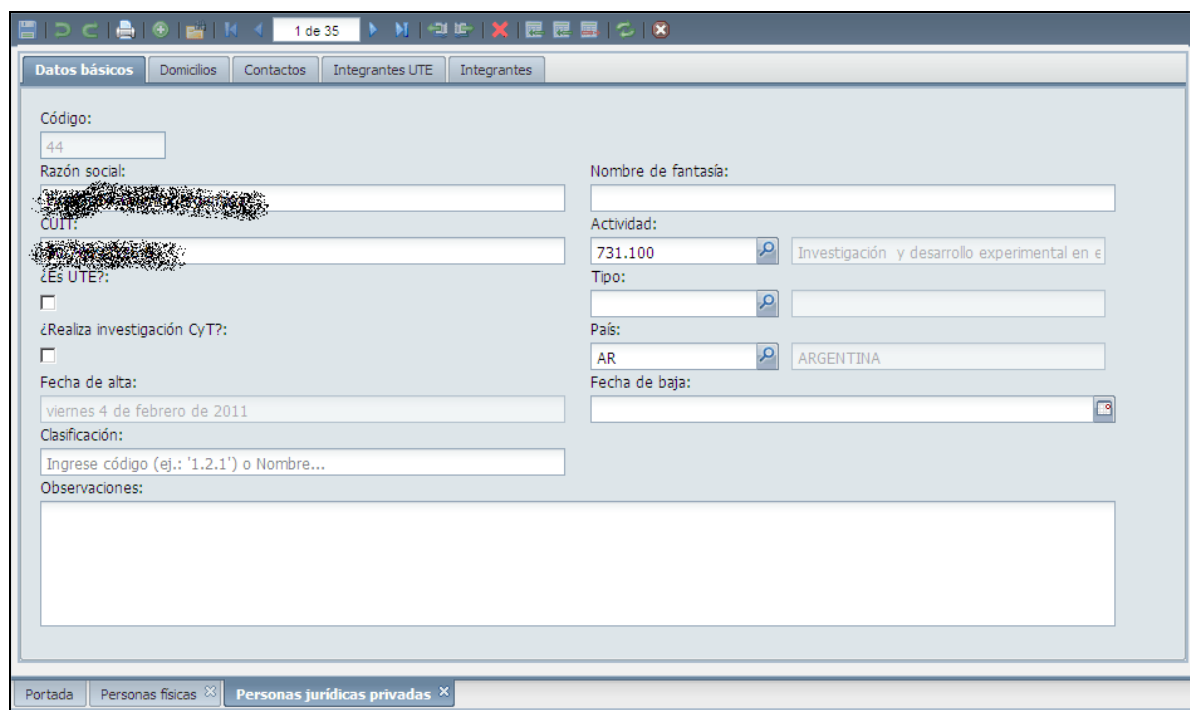 1 de 35
Datos básicos Domicilios Contactos Integrantes UTE Integrantes
Código:
44
Razón social: Nombre de fantasía:
CUIT: Actividad:
731.100 Investigación y desarrollo experimental en e
¿Es UTE?: Tipo:
¿Realiza investigación CyT?: País:
AR ARGENTINA
Fecha de alta: Fecha de baja:
viernes 4 de febrero de 2011
Clasificación:
Ingrese código (ej.: '1.2.1') o Nombre...
Observaciones:
Portada Personas físicas Personas jurídicas privadas